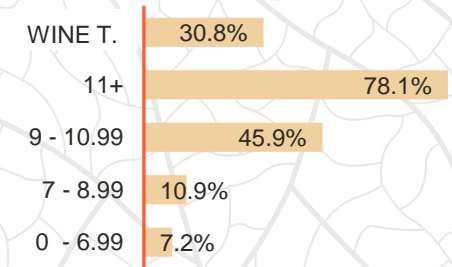 WINE T. 30.8%
11+ 78.1%
9 - 10.99 45.9%
7 - 8.99 10.9%
0 - 6.99 7.2%